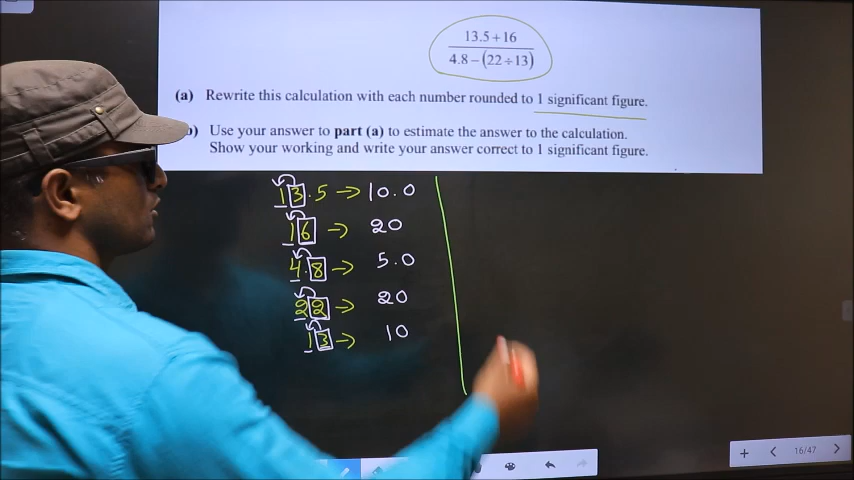 13.5 + 16
4.8 – (22 ÷ 13)
(a) Rewrite this calculation with each number rounded to 1 significant figure.
b) Use your answer to part (a) to estimate the answer to the calculation.
Show your working and write your answer correct to 1 significant figure.
13.5 → 10.0
16 → 20
4.8 → 5.0
22 → 20
13 → 10
16/47